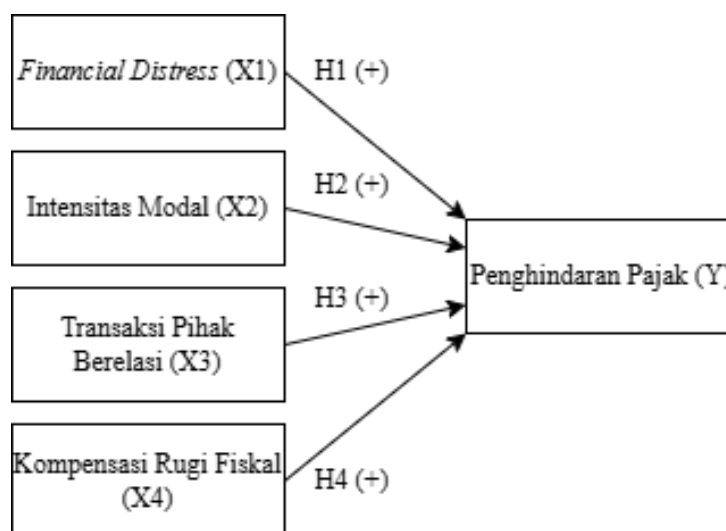 Financial Distress (X1)
H1 (+)
Intensitas Modal (X2)
H2 (+)
Penghindaran Pajak (Y)
Transaksi Pihak
Berelasi (X3)
H3 (+)
Kompensasi Rugi Fiskal
(X4)
H4 (+)